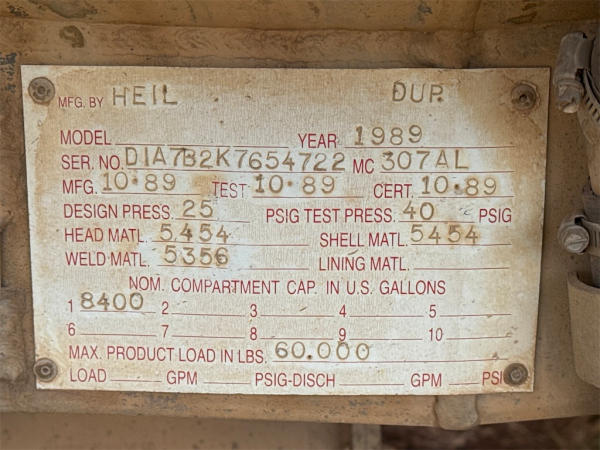 MFG. BY HEIL DUP.
MODEL YEAR 1989
SER. NO. D1A7B2K7654722 MC 307AL
MFG. 10·89 TEST 10·89 CERT. 10·89
DESIGN PRESS. 25 PSIG TEST PRESS. 40 PSIG
HEAD MATL. 5454 SHELL MATL. 5454
WELD MATL. 5356 LINING MATL.
NOM. COMPARTMENT CAP. IN U.S. GALLONS
1 8400 2 3 4 5
6 7 8 9 10
MAX. PRODUCT LOAD IN LBS. 60.000
LOAD GPM PSIG-DISCH GPM PSI